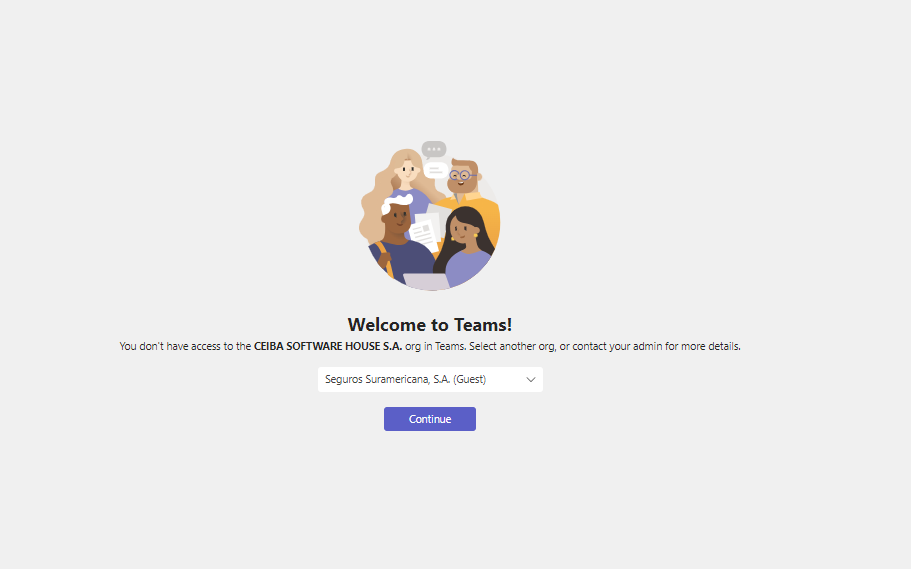 Welcome to Teams!
You don't have access to the CEIBA SOFTWARE HOUSE S.A. org in Teams. Select another org, or contact your admin for more details.
Seguros Suramericana, S.A. (Guest)
Continue